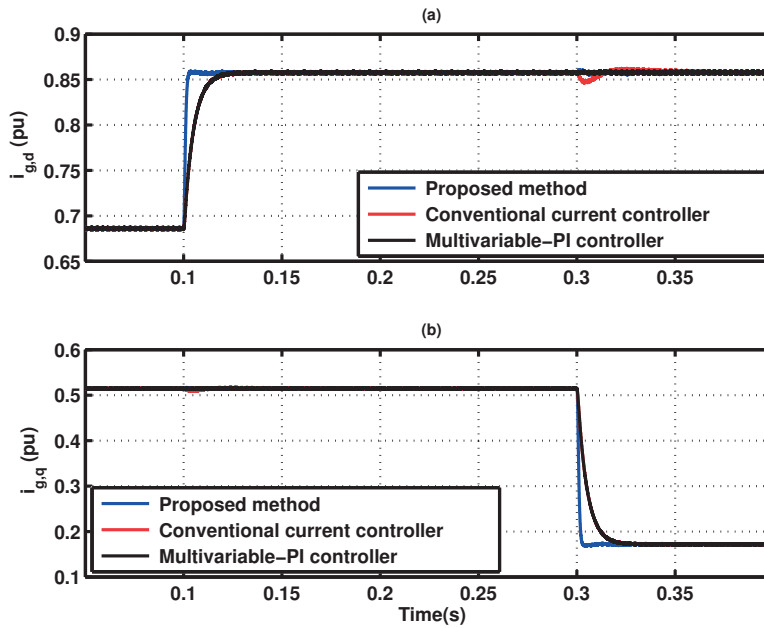 (a)
0.9
0.85
0.8
0.75
0.7
0.65
i_{g,d} (pu)
Proposed method
Conventional current controller
Multivariable−PI controller
0.1 0.15 0.2 0.25 0.3 0.35
(b)
0.6
0.5
0.4
0.3
0.2
0.1
i_{g,q} (pu)
Proposed method
Conventional current controller
Multivariable−PI controller
0.1 0.15 0.2 0.25 0.3 0.35
Time(s)